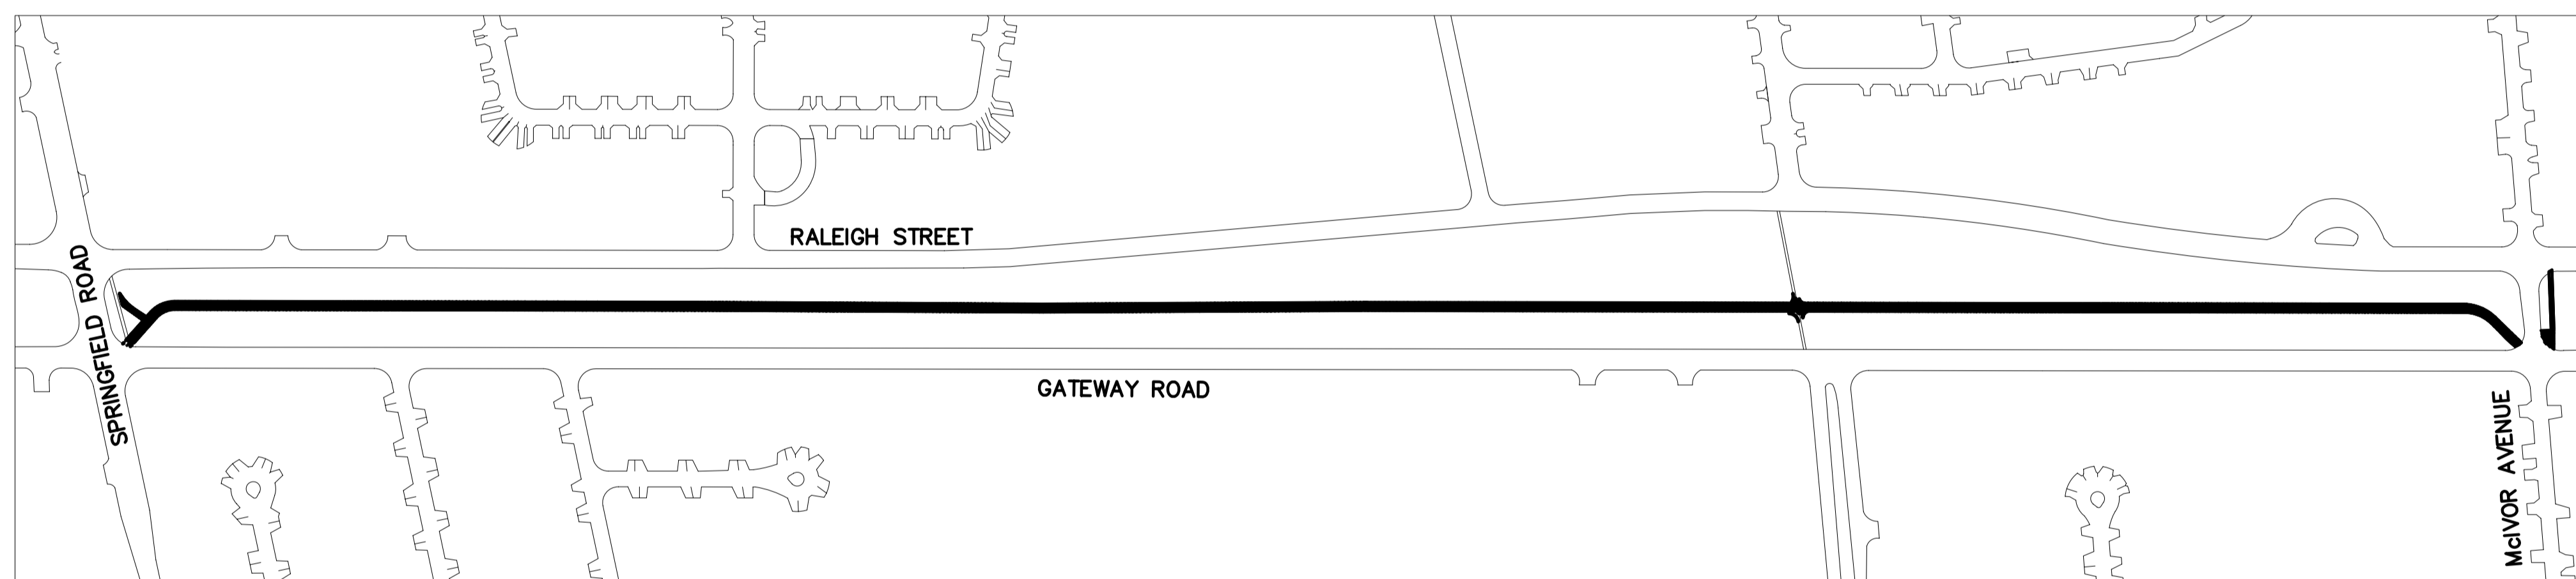 RALEIGH STREET
SPRINGFIELD ROAD
GATEWAY ROAD
McIVOR AVENUE